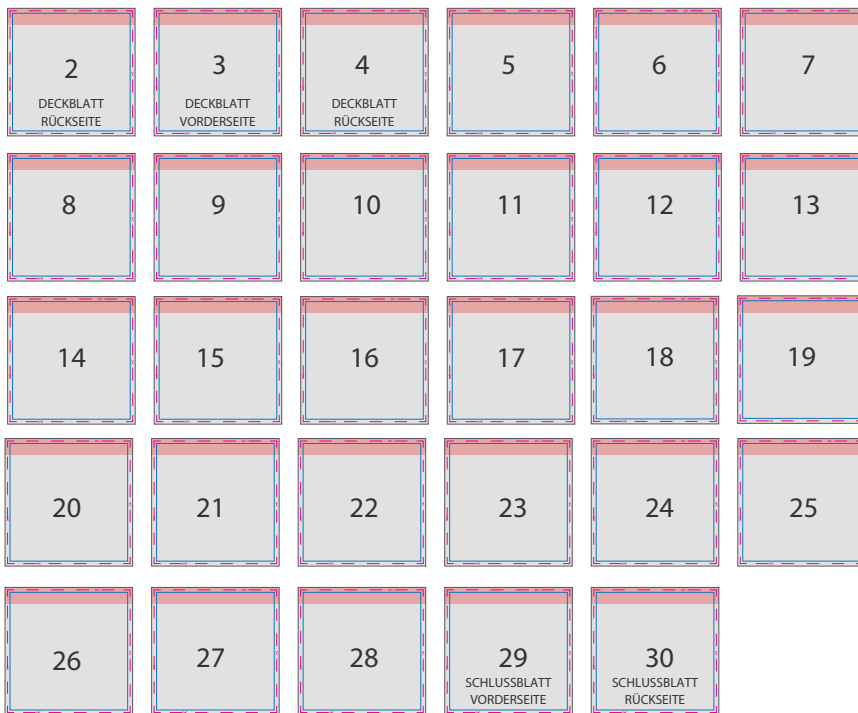 2
DECKBLATT
RÜCKSEITE
3
DECKBLATT
VORDERSEITE
4
DECKBLATT
RÜCKSEITE
5
6
7
8
9
10
11
12
13
14
15
16
17
18
19
20
21
22
23
24
25
26
27
28
29
SCHLUSSBLATT
VORDERSEITE
30
SCHLUSSBLATT
RÜCKSEITE